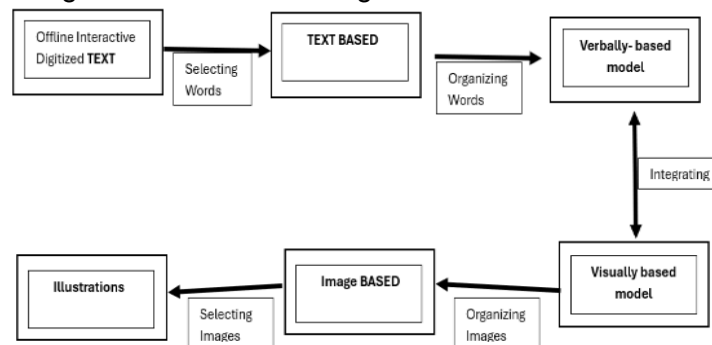 Offline Interactive
Digitized TEXT
Selecting
Words
TEXT BASED
Organizing
Words
Verbally- based
model
Integrating
Visually based
model
Organizing
Images
Image BASED
Selecting
Images
Illustrations